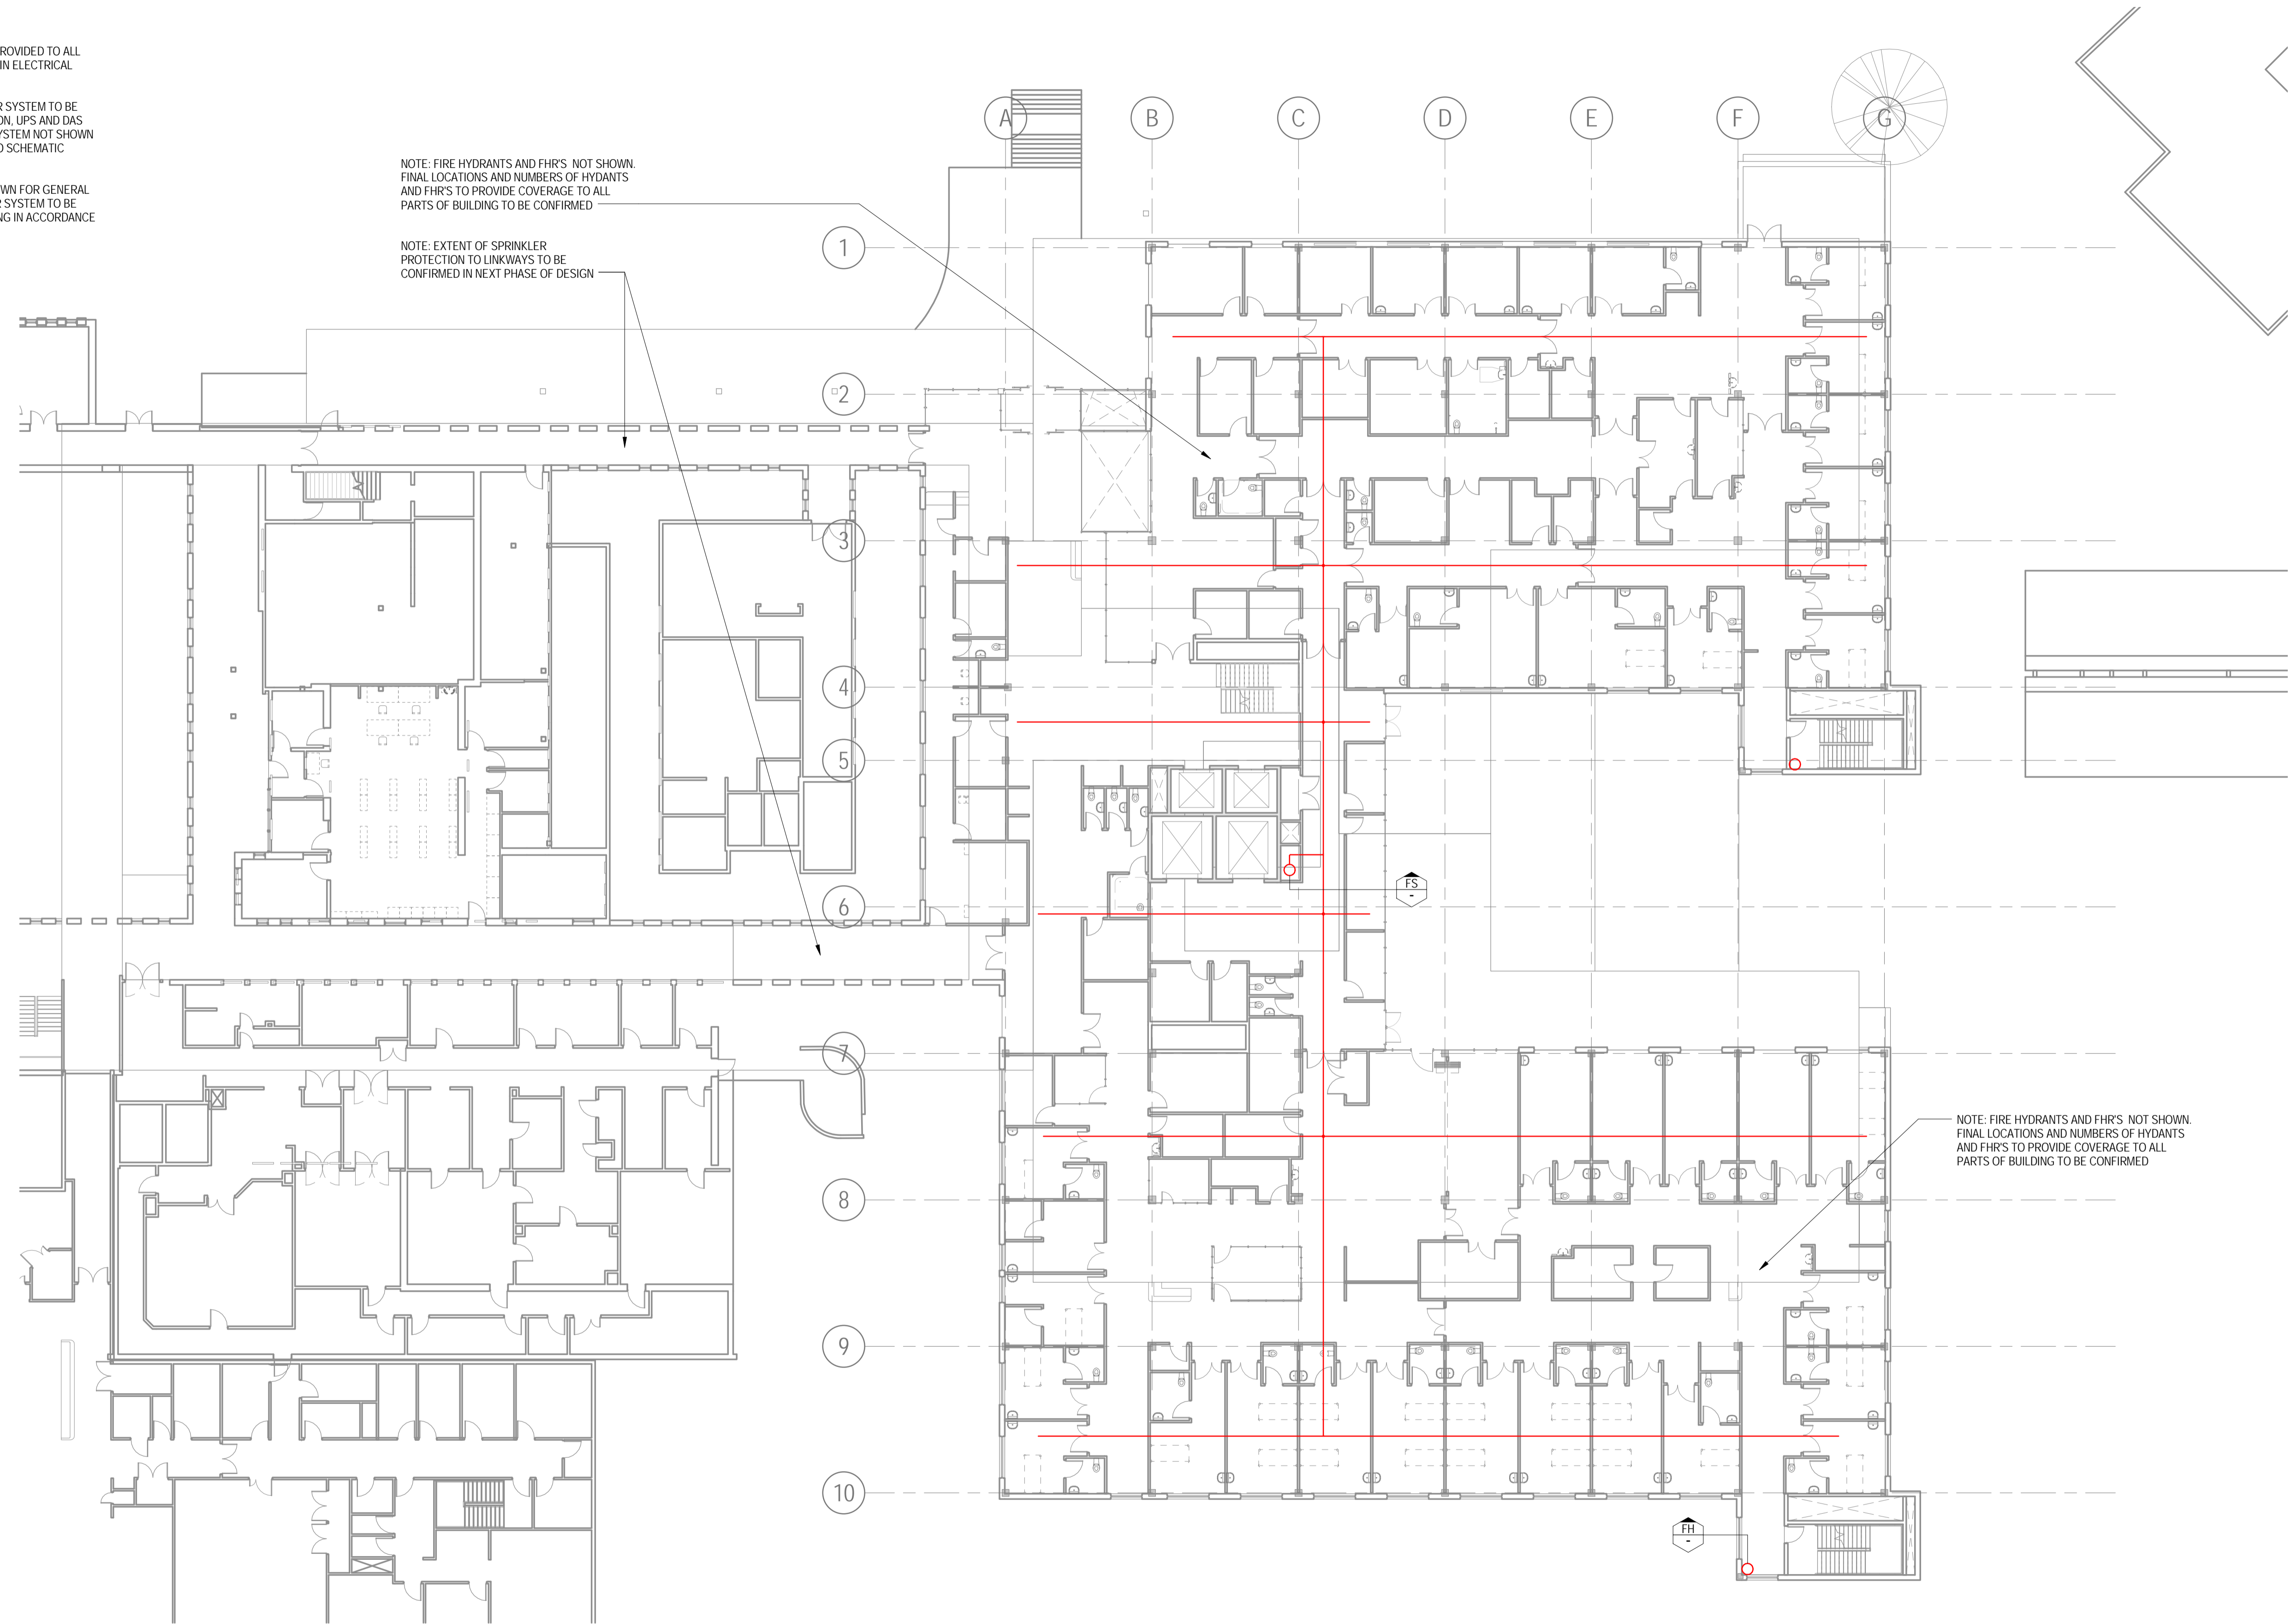 ROVIDED TO ALL
IN ELECTRICAL
R SYSTEM TO BE
ON, UPS AND DAS
YSTEM NOT SHOWN
D SCHEMATIC
WN FOR GENERAL
R SYSTEM TO BE
NG IN ACCORDANCE
NOTE: FIRE HYDRANTS AND FHR'S NOT SHOWN.
FINAL LOCATIONS AND NUMBERS OF HYDANTS
AND FHR'S TO PROVIDE COVERAGE TO ALL
PARTS OF BUILDING TO BE CONFIRMED
NOTE: EXTENT OF SPRINKLER
PROTECTION TO LINKWAYS TO BE
CONFIRMED IN NEXT PHASE OF DESIGN
A B C D E F G
1
2
3
4
5
6
7
8
9
10
FS
-
NOTE: FIRE HYDRANTS AND FHR'S NOT SHOWN.
FINAL LOCATIONS AND NUMBERS OF HYDANTS
AND FHR'S TO PROVIDE COVERAGE TO ALL
PARTS OF BUILDING TO BE CONFIRMED
FH
-